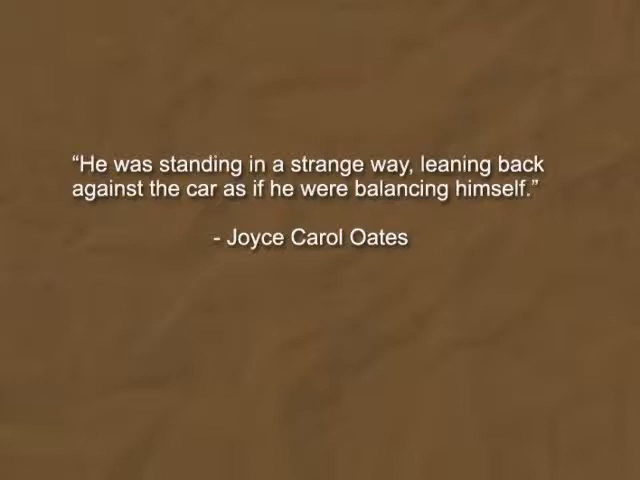 “He was standing in a strange way, leaning back
against the car as if he were balancing himself.”
- Joyce Carol Oates